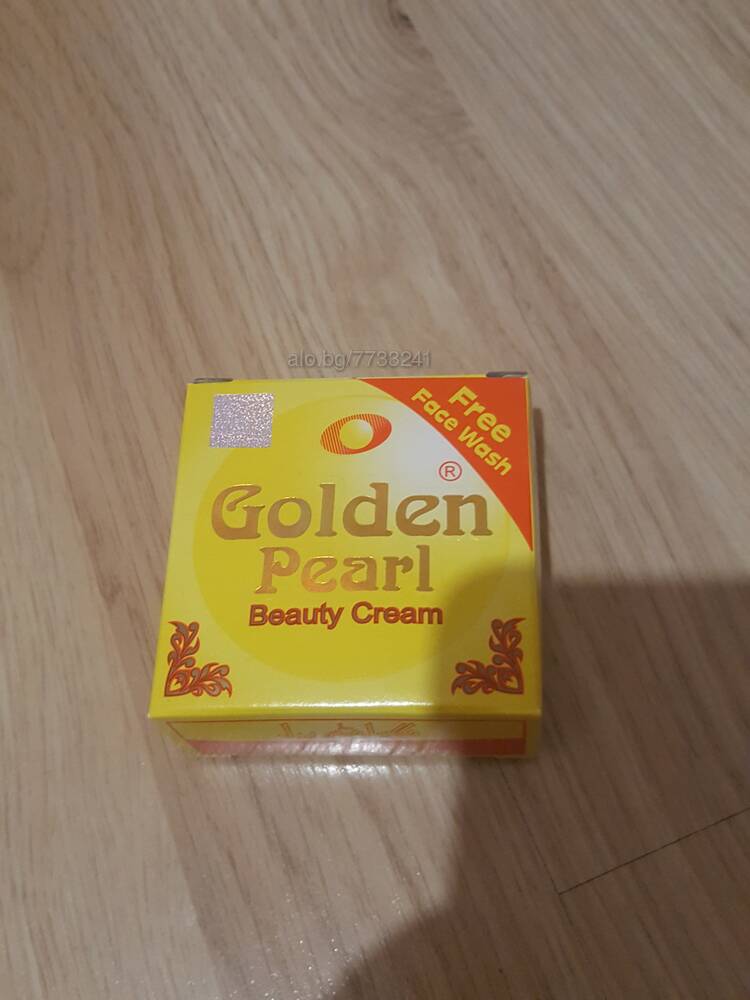 alo.bg/7733241
Free
Face Wash
®
Golden
Pearl
Beauty Cream